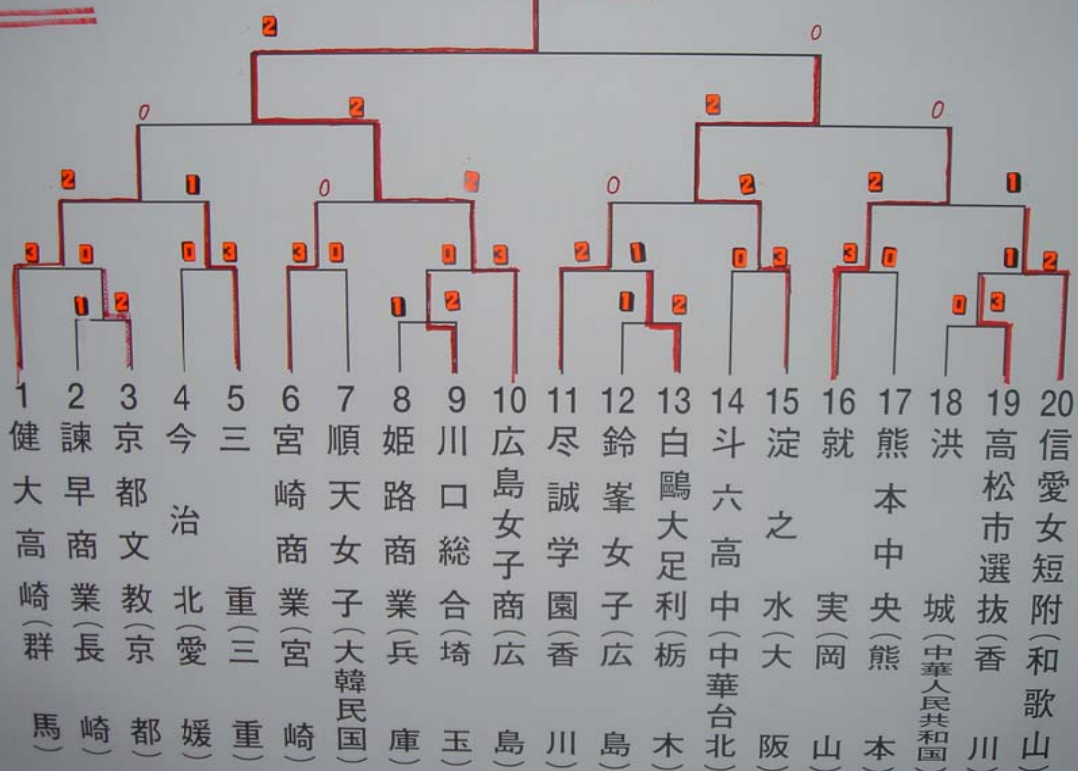 2 0
0 2 2 0
2 1 0 2 0 2 2 1
3 0 0 3 3 0 0 3 2 1 0 3 3 0 1 2
1 2 1 2 1 2 0 3
1 健大高崎(群馬)
2 諫早商業(長崎)
3 京都文教(京都)
4 今治北(愛媛)
5 三重(三重)
6 宮崎商業(宮崎)
7 順天女子(大韓民国)
8 姫路商業(兵庫)
9 川口総合(埼玉)
10 広島女子商(広島)
11 尽誠学園(香川)
12 鈴峯女子(広島)
13 白鷗大足利(栃木)
14 斗六高中(中華台北)
15 淀之水(大阪)
16 就実(岡山)
17 熊本中央(熊本)
18 洪城(中華人民共和国)
19 高松市選抜(香川)
20 信愛女短附(和歌山)